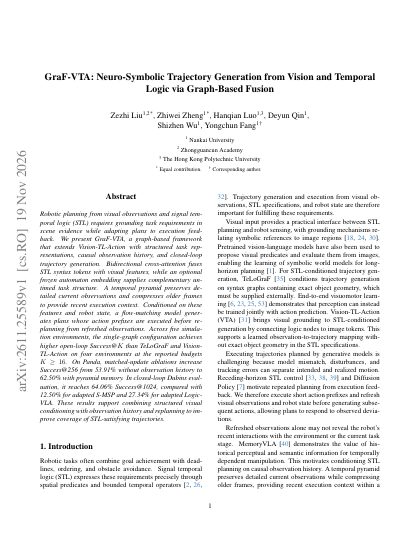 GraF-VTA: Neuro-Symbolic Trajectory Generation from Vision and Temporal
Logic via Graph-Based Fusion
Zezhi Liu1,2*, Zhiwei Zheng1*, Hanqian Luo1,3, Deyun Qin1,
Shizhen Wu1, Yongchun Fang1†
1 Nankai University
2 Zhongguancun Academy
3 The Hong Kong Polytechnic University
* Equal contribution † Corresponding author
arXiv:2611.25589v1 [cs.RO] 19 Nov 2026
Abstract
Robotic planning from visual observations and signal tem-
poral logic (STL) requires grounding task requirements in
scene evidence while adapting plans to execution feed-
back. We present GraF-VTA, a graph-based framework
that extends Vision-TL-Action with structured task repre-
sentations, causal observation history, and closed-loop
trajectory generation. Bidirectional cross-attention fuses
STL syntax tokens with visual features, while an optional
frozen automaton embedding supplies complementary un-
timed task structure. A temporal pyramid preserves de-
tailed current observations and compresses older frames
to provide recent execution context. Conditioned on these
features and robot state, a flow-matching model gener-
ates plans whose action prefixes are executed before re-
planning from refreshed observations. Across five simu-
lation environments, the single-graph configuration achieves
higher open-loop Success@K than TeLoGraF and Vision-
TL-Action on four environments at the reported budgets
K ≥ 16. On Panda, matched-update ablations increase
Success@256 from 53.91% without observation history to
62.50% with pyramid memory. In closed-loop Dubins eval-
uation, it reaches 64.06% Success@1024, compared with
12.50% for adapted S-MSP and 27.34% for adapted Logic-
VLA. These results support combining structured visual
conditioning with observation history and replanning to im-
prove coverage of STL-satisfying trajectories.
1. Introduction
Robotic tasks often combine goal achievement with dead-
lines, ordering, and obstacle avoidance. Signal temporal
logic (STL) expresses these requirements precisely through
spatial predicates and bounded temporal operators [2, 26,
32]. Trajectory generation and execution from visual ob-
servations, STL specifications, and robot state are therefore
important for fulfilling these requirements.
Visual input provides a practical interface between STL
planning and robot sensing, with grounding mechanisms re-
lating symbolic references to image regions [18, 24, 30].
Pretrained vision-language models have also been used to
propose visual predicates and evaluate them from images,
enabling the learning of symbolic world models for long-
horizon planning [1]. For STL-conditioned trajectory gen-
eration, TeLoGraF [35] conditions trajectory generation
on syntax graphs containing exact object geometry, which
must be supplied externally. End-to-end visuomotor learn-
ing [6, 23, 25, 53] demonstrates that perception can instead
be trained jointly with action prediction. Vision-TL-Action
(VTA) [31] brings visual grounding to STL-conditioned
generation by connecting logic nodes to image tokens. This
supports a learned observation-to-trajectory mapping with-
out exact object geometry in the STL specifications.
Executing trajectories planned by generative models is
challenging because model mismatch, disturbances, and
tracking errors can separate intended and realized motion.
Receding-horizon STL control [33, 38, 39] and Diffusion
Policy [7] motivate repeated planning from execution feed-
back. We therefore execute short action prefixes and refresh
visual observations and robot state before generating subse-
quent actions, allowing plans to respond to observed devi-
ations.
Refreshed observations alone may not reveal the robot's
recent interactions with the environment or the current task
stage. MemoryVLA [40] demonstrates the value of his-
torical perceptual and semantic information for temporally
dependent manipulation. This motivates conditioning STL
planning on causal observation history. A temporal pyramid
preserves detailed current observations while compressing
older frames, providing recent execution context within a
1